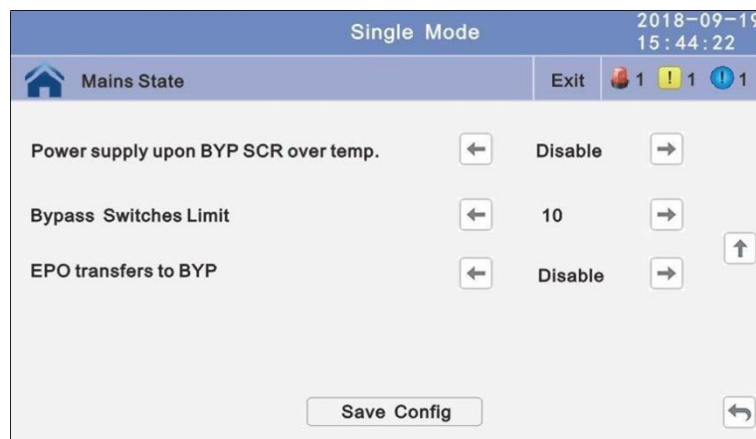 Single Mode
2018-09-19
15:44:22
Mains State
Exit
1
! 1
! 1
Power supply upon BYP SCR over temp.
Disable
Bypass Switches Limit
10
EPO transfers to BYP
Disable
Save Config